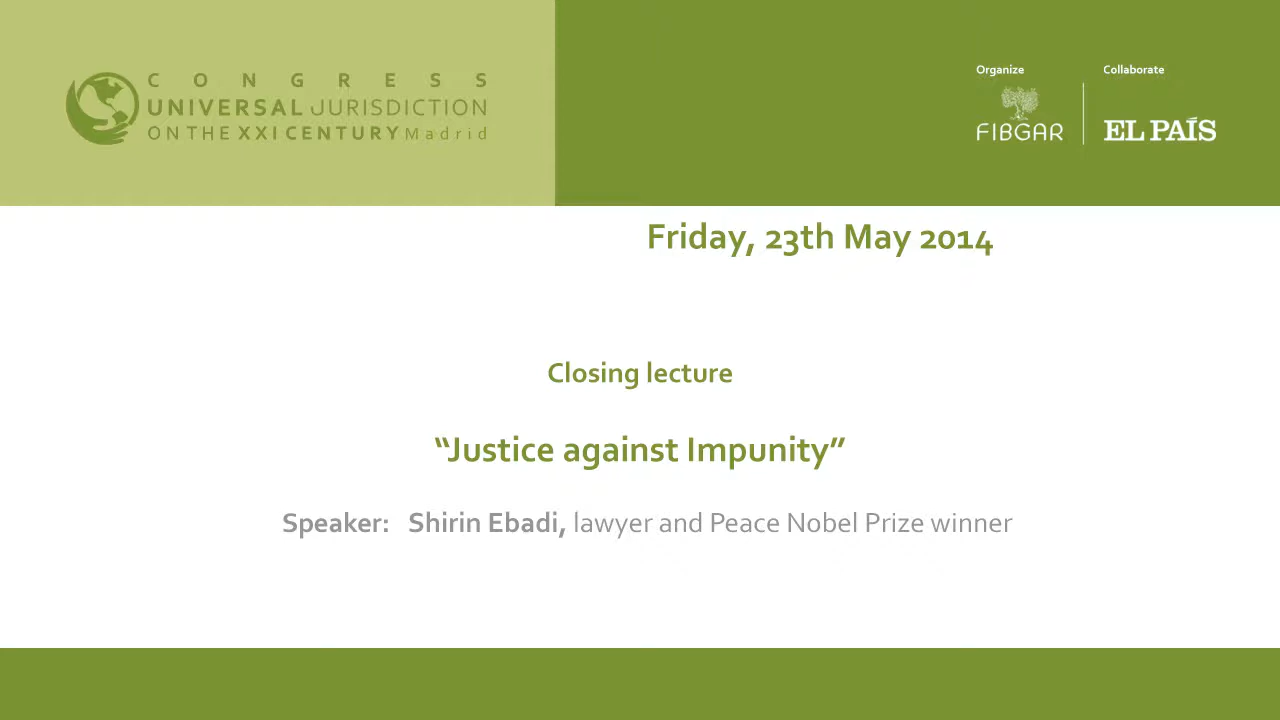 C O N G R E S S
UNIVERSAL JURISDICTION
ON THE XXI CENTURY Madrid
Organize
Collaborate
FIBGAR
EL PAÍS
Friday, 23th May 2014
Closing lecture
“Justice against Impunity”
Speaker: Shirin Ebadi, lawyer and Peace Nobel Prize winner